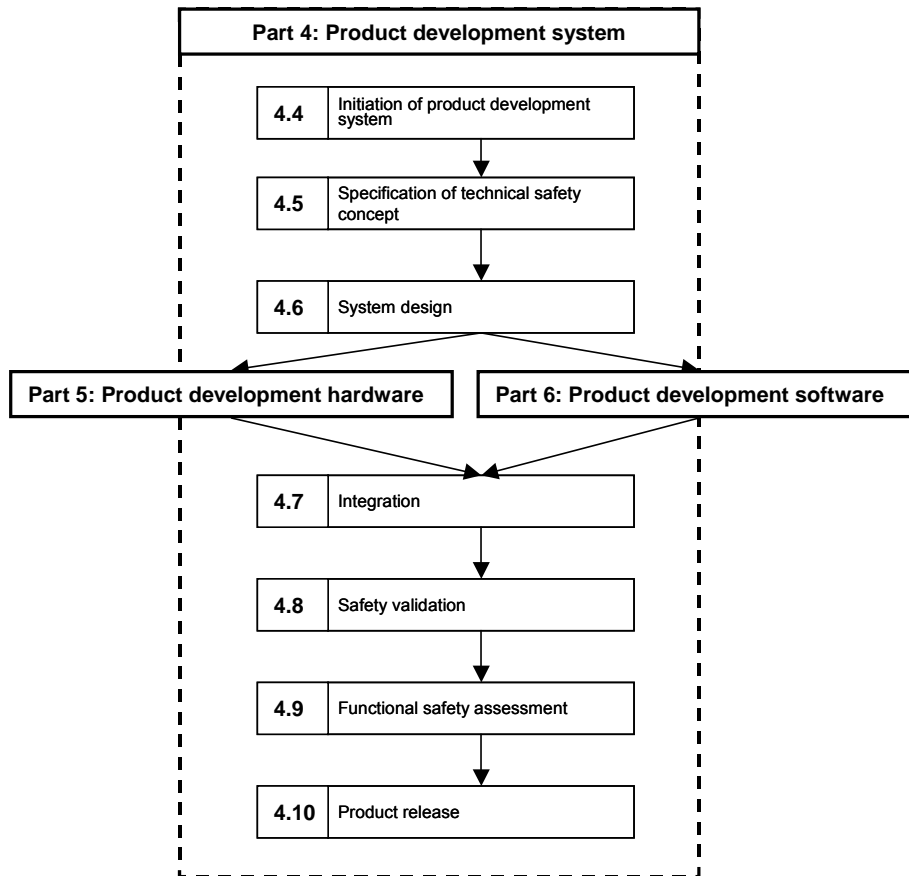 Part 4: Product development system
4.4 Initiation of product development
system
4.5 Specification of technical safety
concept
4.6 System design
Part 5: Product development hardware
Part 6: Product development software
4.7 Integration
4.8 Safety validation
4.9 Functional safety assessment
4.10 Product release